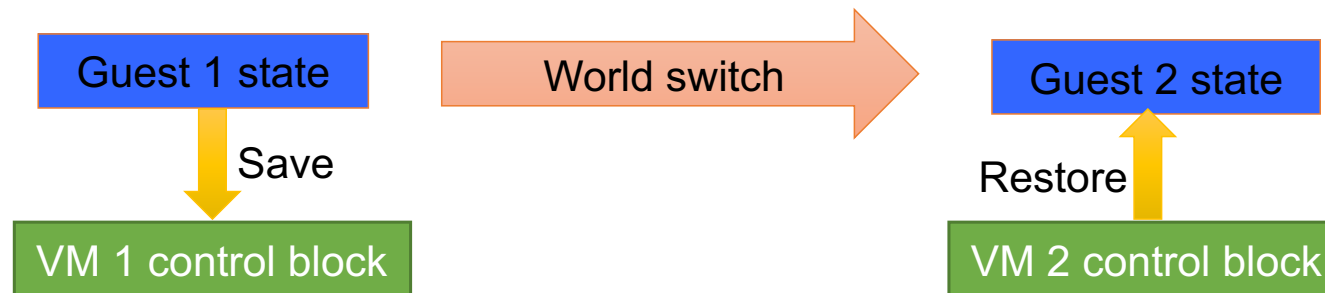 Guest 1 state
World switch
Guest 2 state
Save
Restore
VM 1 control block
VM 2 control block